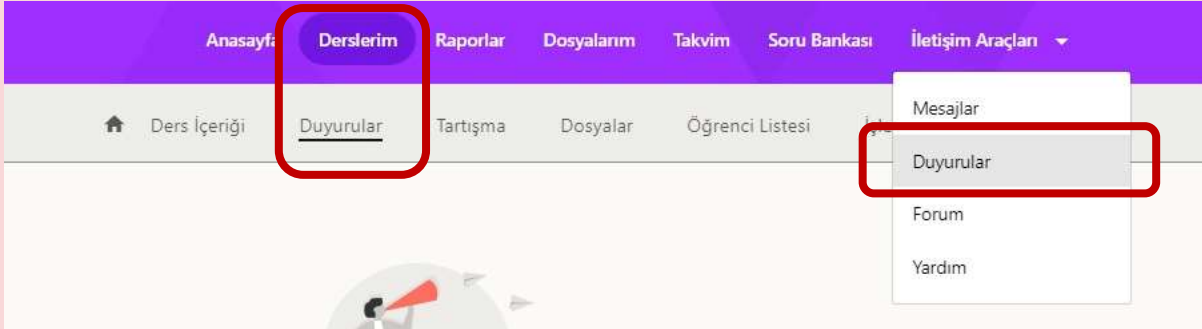 Anasayfa Derslerim Raporlar Dosyalarım Takvim Soru Bankası İletişim Araçları
Ders İçeriği Duyurular Tartışma Dosyalar Öğrenci Listesi
Mesajlar
Duyurular
Forum
Yardım